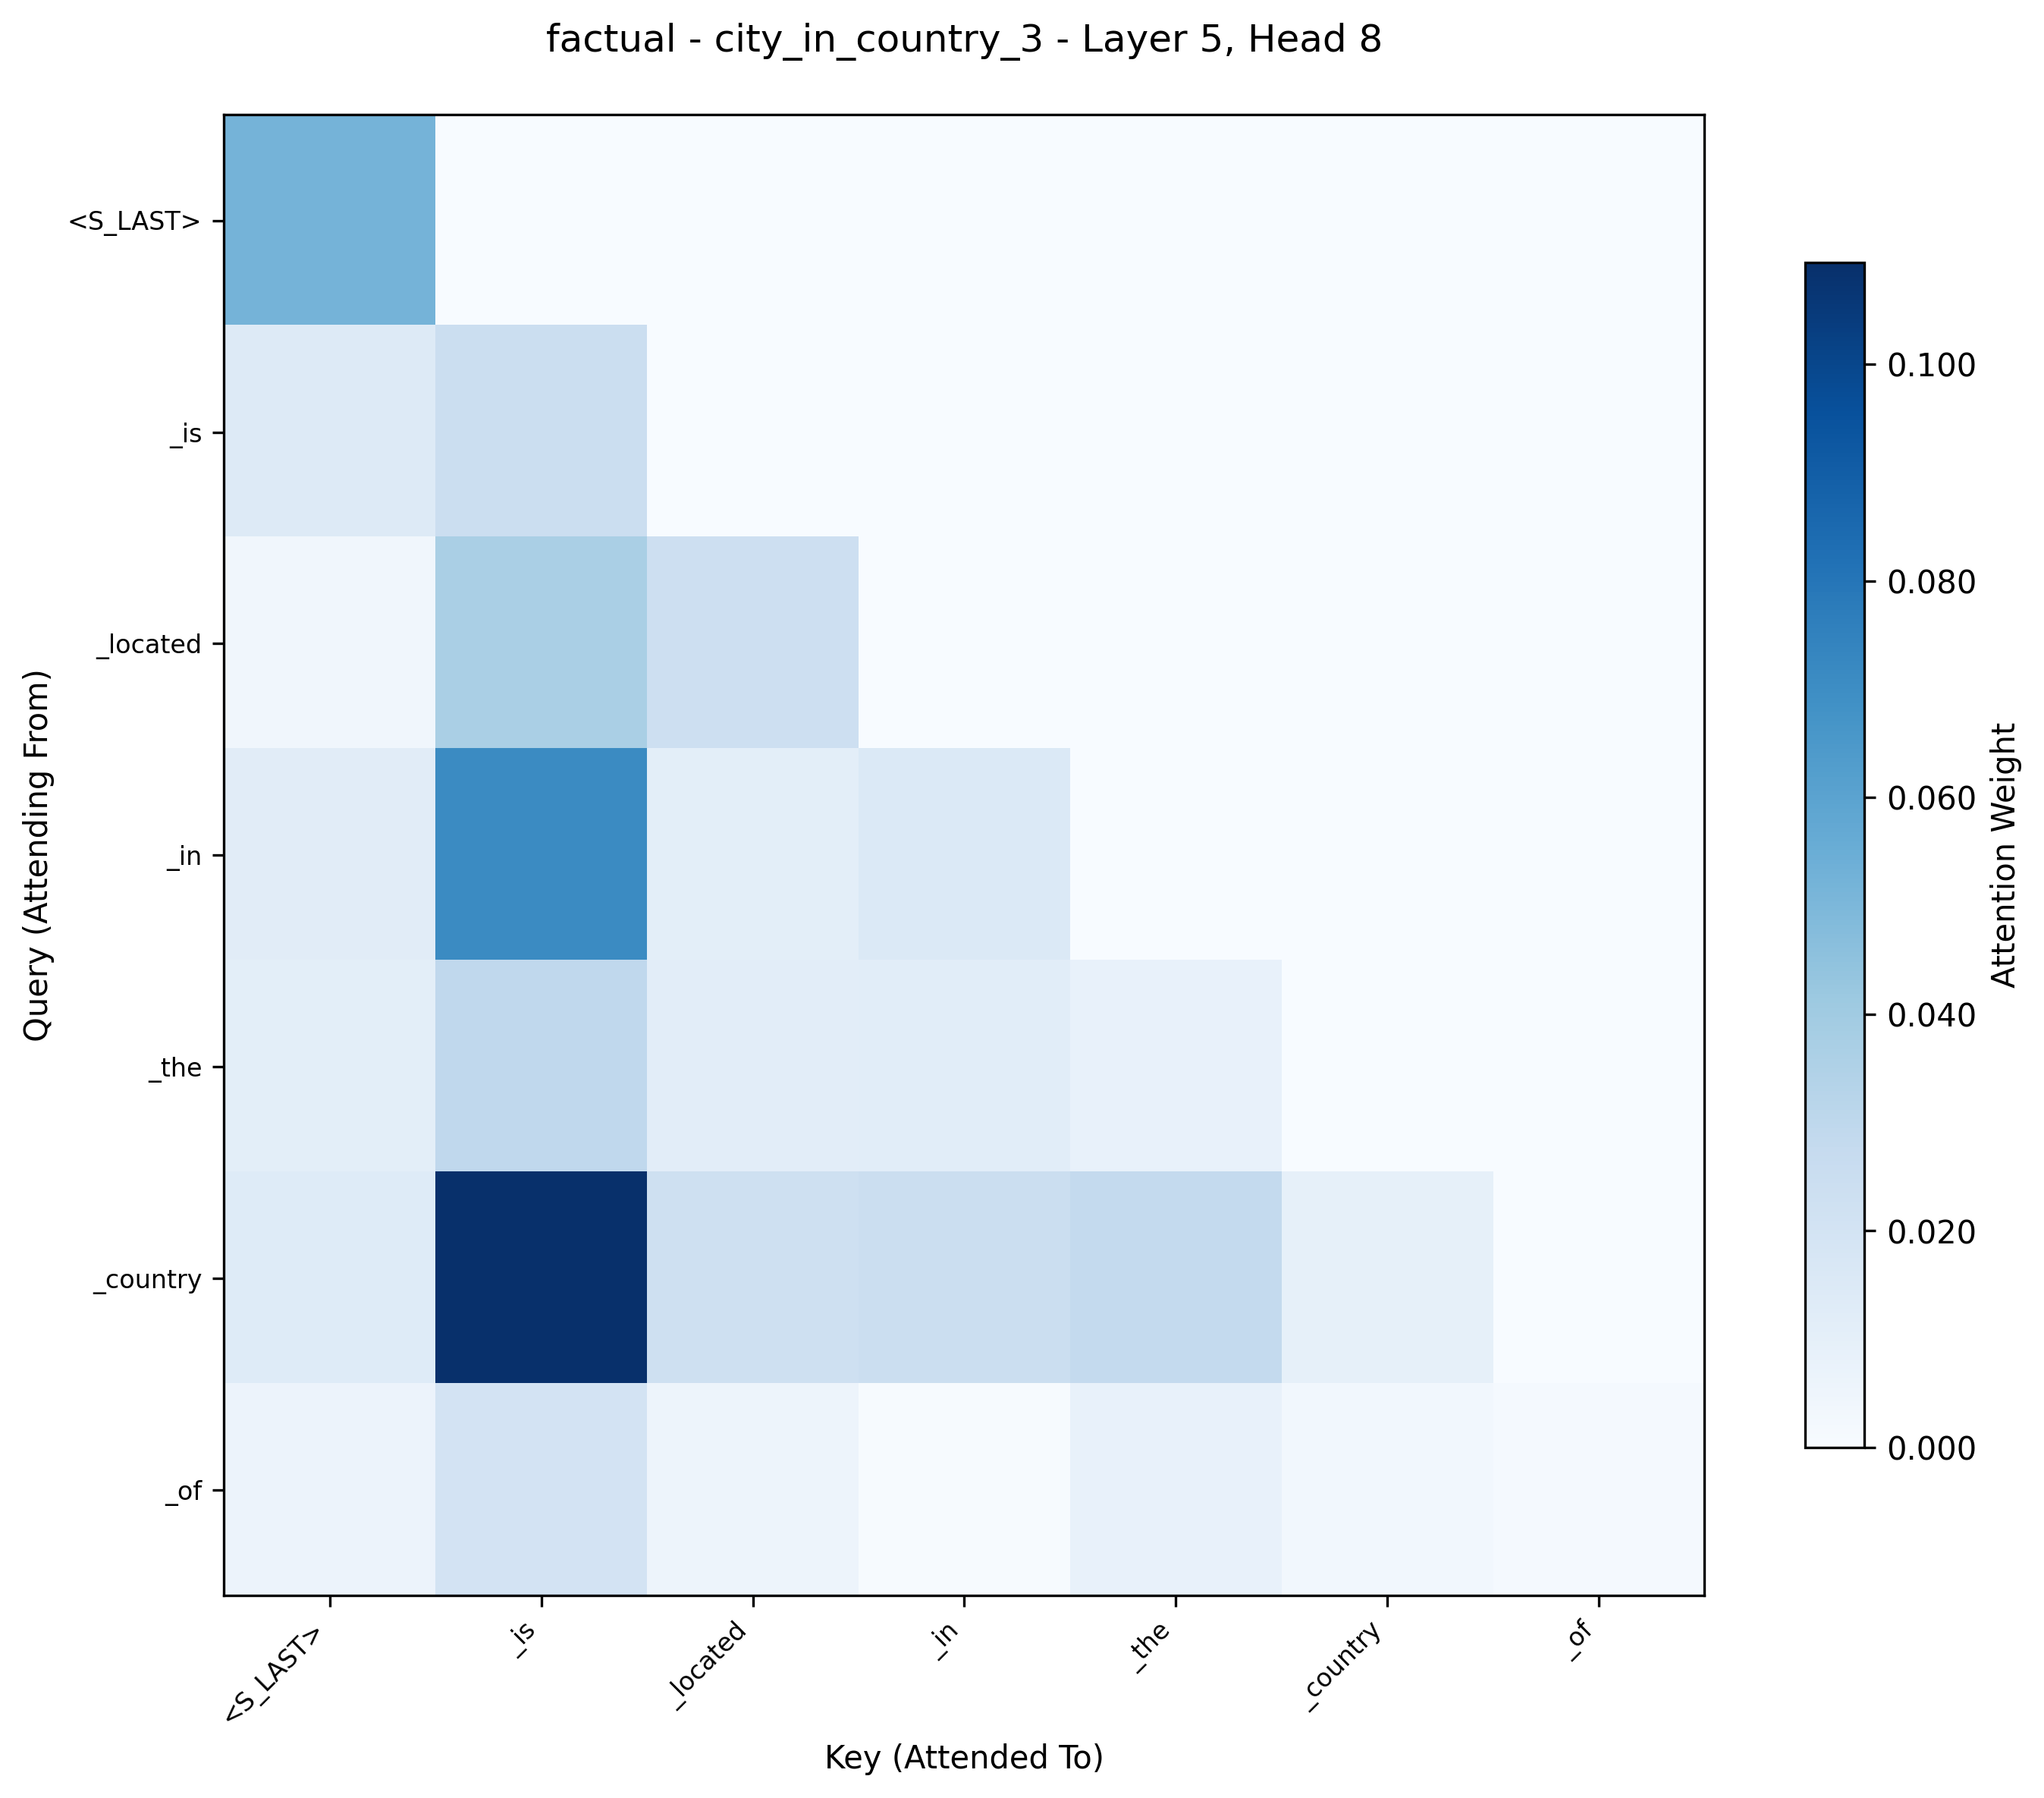 factual - city_in_country_3 - Layer 5, Head 8
Query (Attending From)
<S_LAST>
_is
_located
_in
_the
_country
_of
<S_LAST>
_is
_located
_in
_the
_country
_of
Key (Attended To)
0.100
0.080
0.060
0.040
0.020
0.000
Attention Weight